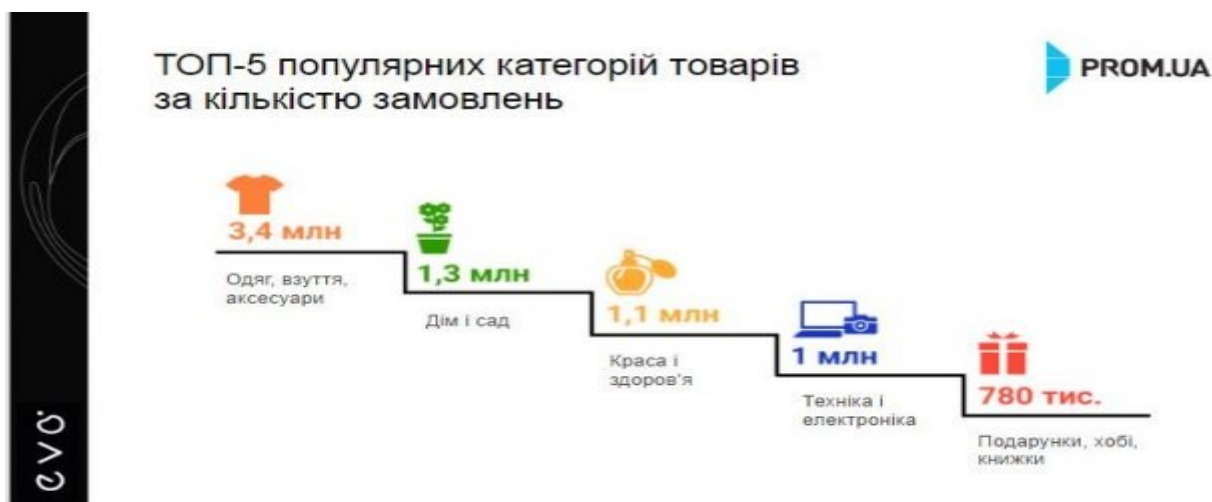 ТОП-5 популярних категорій товарів
за кількістю замовлень
PROM.UA
3,4 млн
Одяг, взуття,
аксесуари
1,3 млн
Дім і сад
1,1 млн
Краса і
здоров'я
1 млн
Техніка і
електроніка
780 тис.
Подарунки, хобі,
книжки
evo